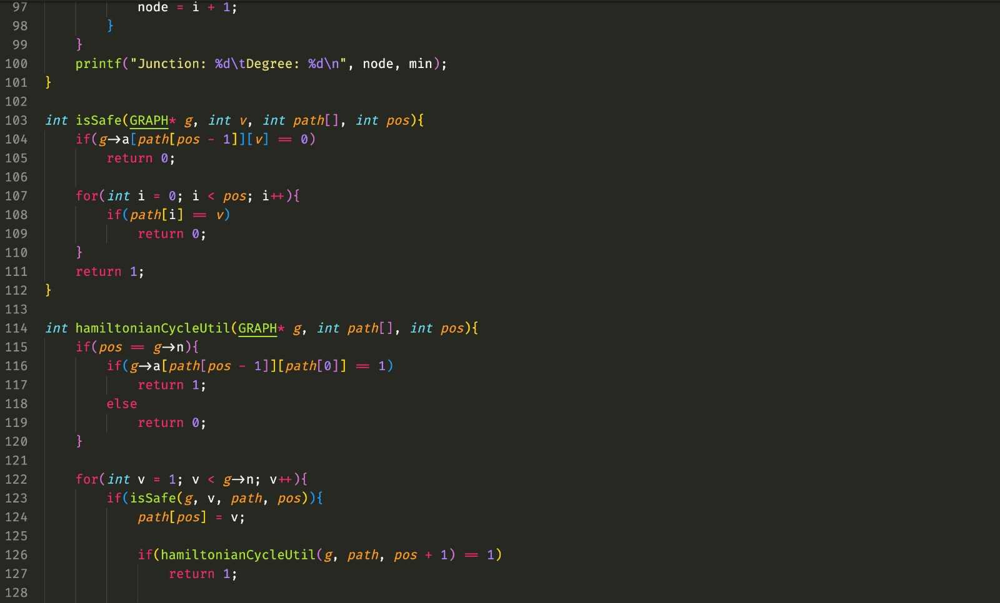 97 node = i + 1;
98 }
99 }
100 printf("Junction: %d\tDegree: %d\n", node, min);
101 }
102
103 int isSafe(GRAPH* g, int v, int path[], int pos){
104 if(g->a[path[pos - 1]][v] == 0)
105 return 0;
106
107 for(int i = 0; i < pos; i++){
108 if(path[i] == v)
109 return 0;
110 }
111 return 1;
112 }
113
114 int hamiltonianCycleUtil(GRAPH* g, int path[], int pos){
115 if(pos == g->n){
116 if(g->a[path[pos - 1]][path[0]] == 1)
117 return 1;
118 else
119 return 0;
120 }
121
122 for(int v = 1; v < g->n; v++){
123 if(isSafe(g, v, path, pos)){
124 path[pos] = v;
125
126 if(hamiltonianCycleUtil(g, path, pos + 1) == 1)
127 return 1;
128